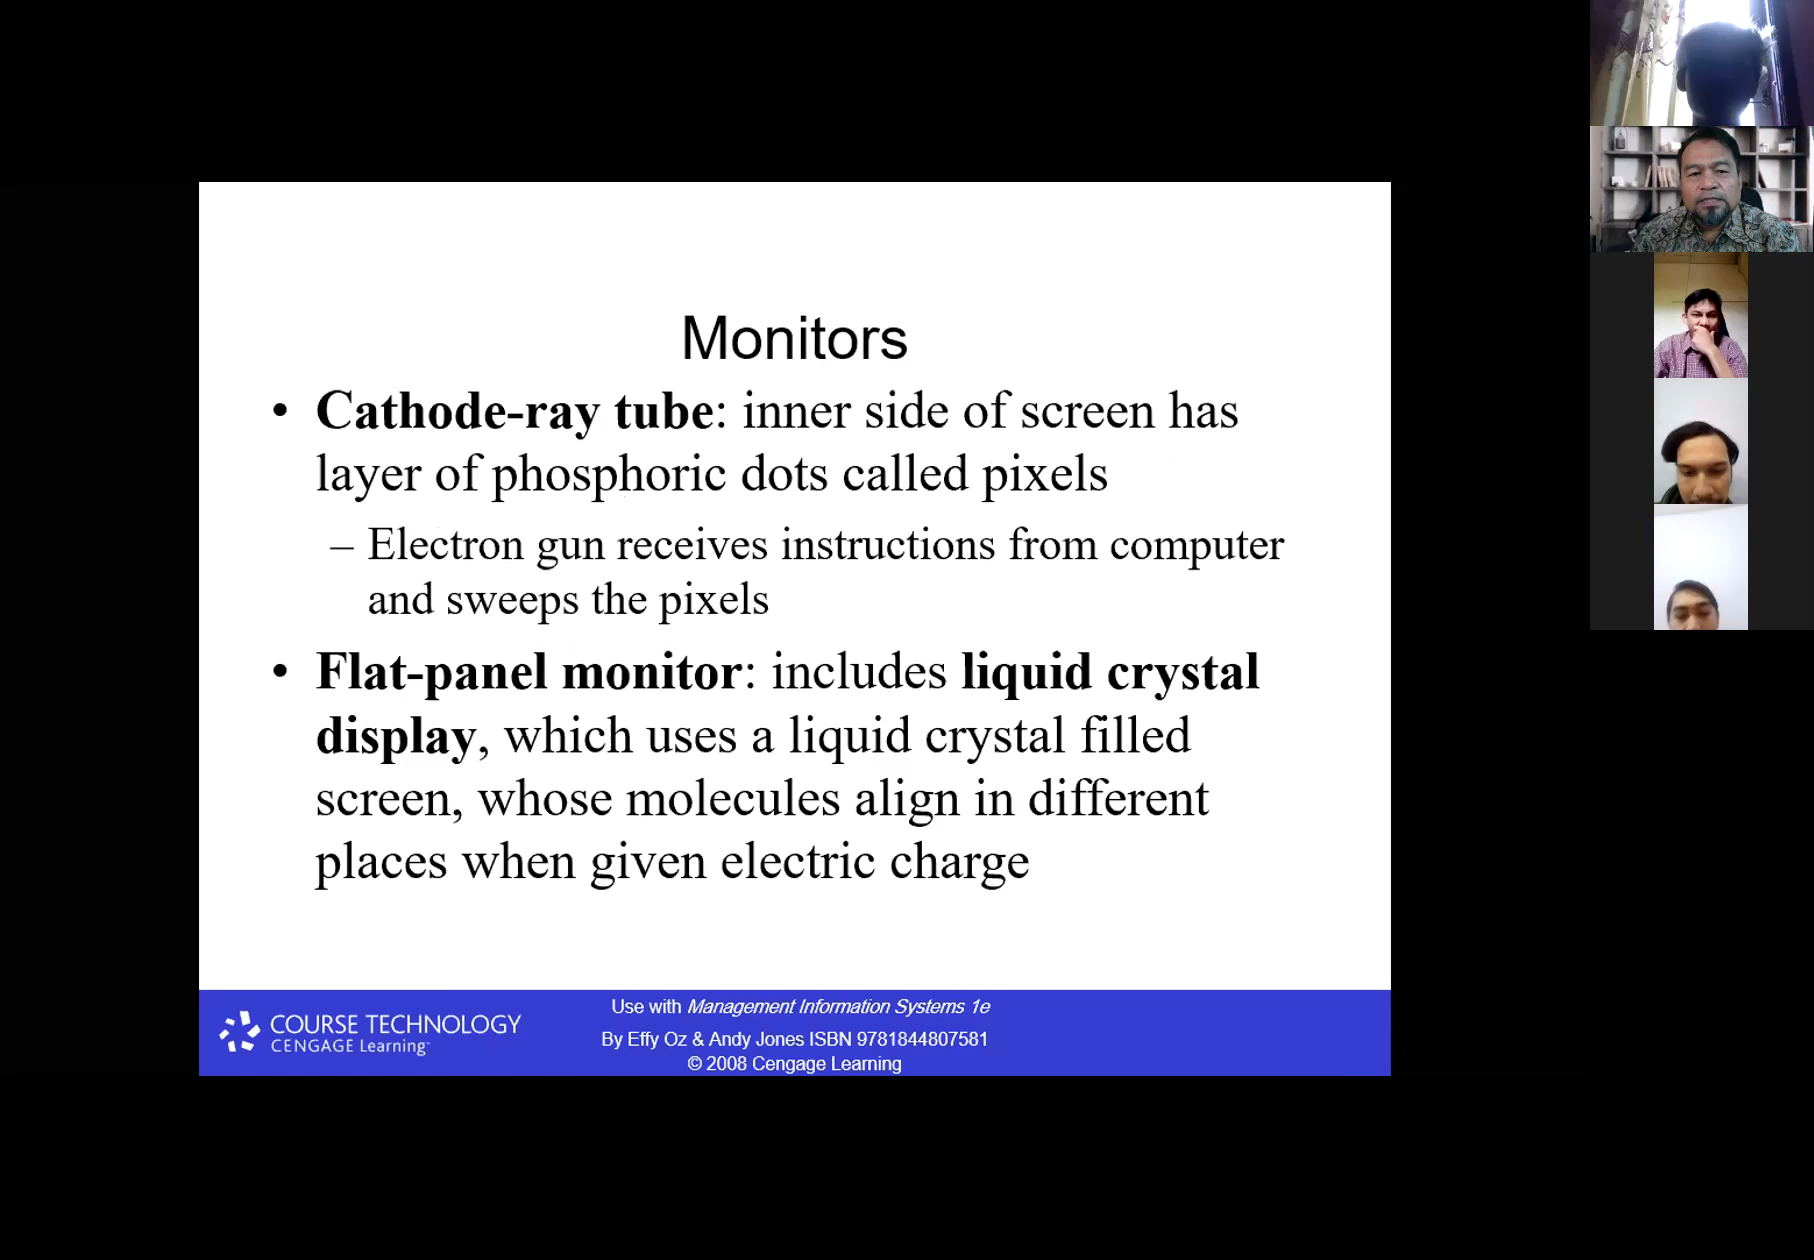 Monitors
• Cathode-ray tube: inner side of screen has
layer of phosphoric dots called pixels
– Electron gun receives instructions from computer
and sweeps the pixels
• Flat-panel monitor: includes liquid crystal
display, which uses a liquid crystal filled
screen, whose molecules align in different
places when given electric charge
COURSE TECHNOLOGY
CENGAGE Learning™
Use with Management Information Systems 1e
By Effy Oz & Andy Jones ISBN 9781844807581
© 2008 Cengage Learning